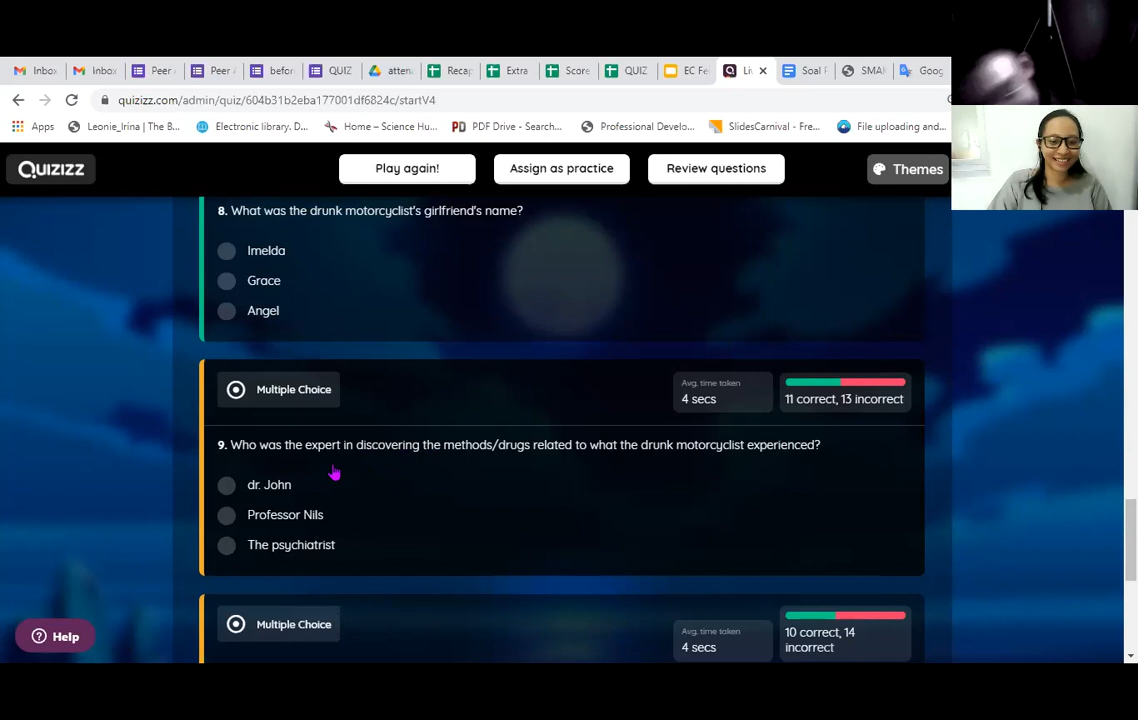 Inbo
Inbo
Peer
Peer
befor
QUIZ
atten
Recap
Extra
Score
QUIZ
EC Fe
Liv
Soal F
SMA
Goog
quizizz.com/admin/quiz/604b31b2eba177001df6824c/startV4
Apps
Leonie_Irina | The B...
Electronic library. D...
Home – Science Hu...
PDF Drive - Search...
Professional Develo...
SlidesCarnival - Fre...
File uploading and...
Quizizz
Play again!
Assign as practice
Review questions
Themes
8. What was the drunk motorcyclist's girlfriend's name?
Imelda
Grace
Angel
Multiple Choice
Avg. time taken
4 secs
11 correct, 13 incorrect
9. Who was the expert in discovering the methods/drugs related to what the drunk motorcyclist experienced?
dr. John
Professor Nils
The psychiatrist
Multiple Choice
Avg. time taken
4 secs
10 correct, 14
incorrect
Help